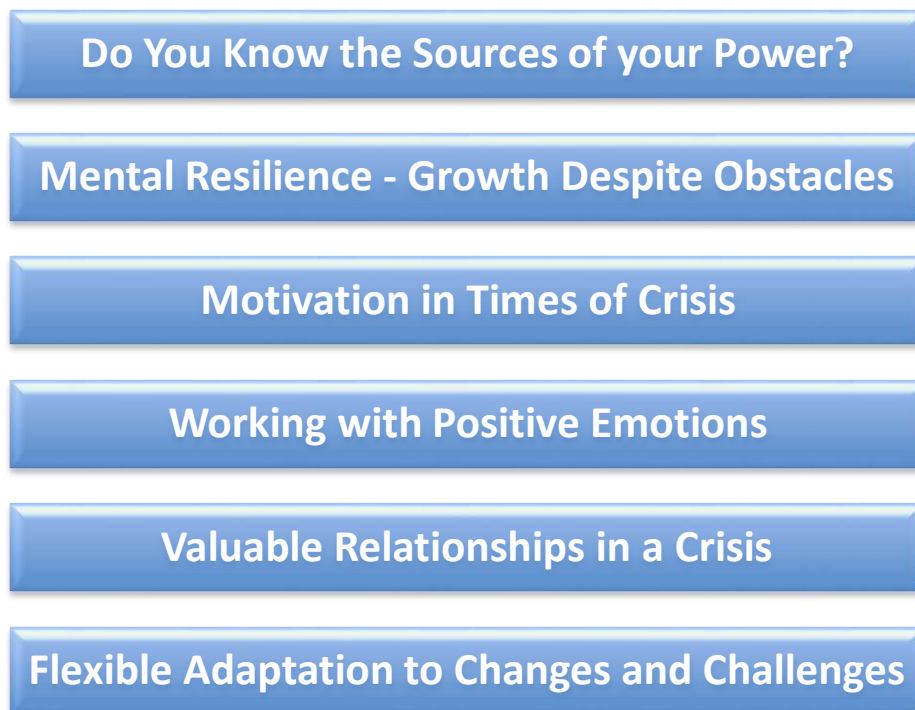 Do You Know the Sources of your Power?
Mental Resilience - Growth Despite Obstacles
Motivation in Times of Crisis
Working with Positive Emotions
Valuable Relationships in a Crisis
Flexible Adaptation to Changes and Challenges